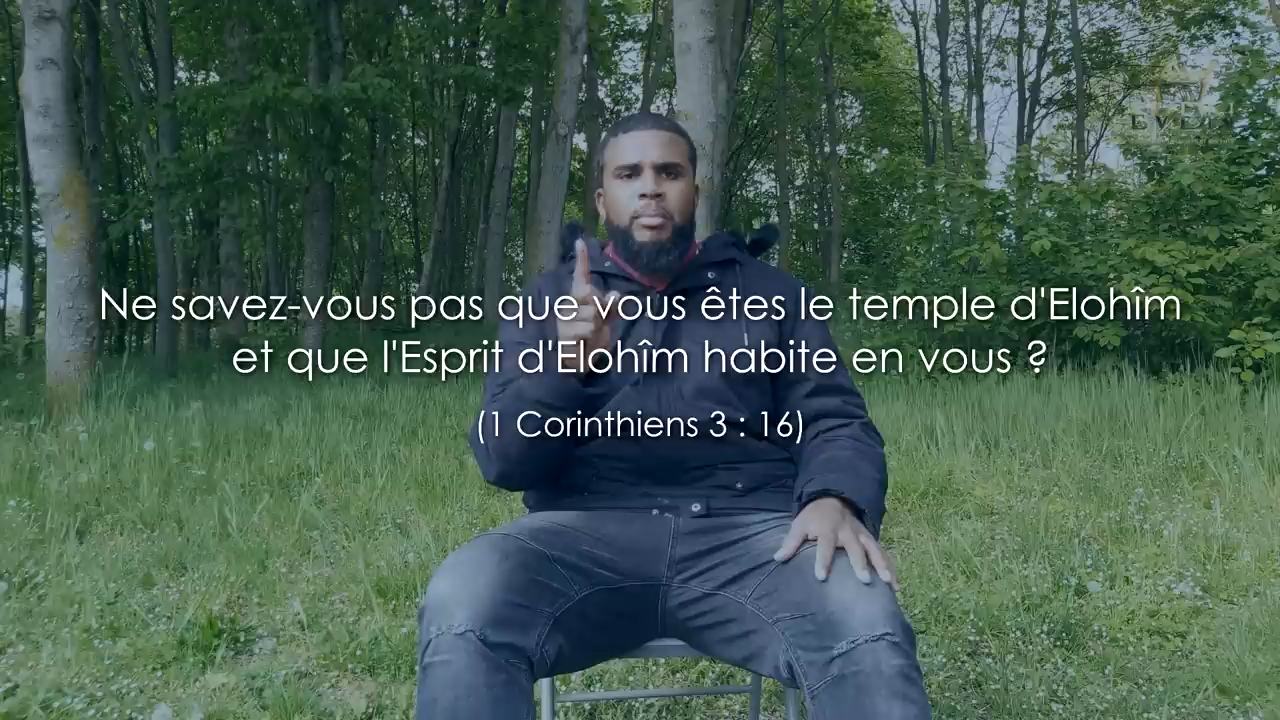 Ne savez-vous pas que vous êtes le temple d'Elohîm
et que l'Esprit d'Elohîm habite en vous ?
(1 Corinthiens 3 : 16)